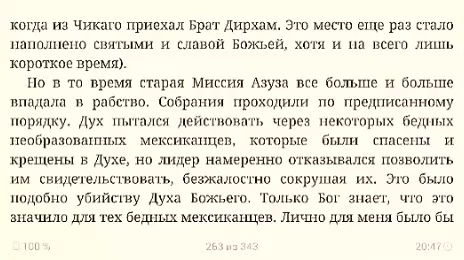 когда из Чикаго приехал Брат Дирхам. Это место еще раз стало
наполнено святыми и славой Божьей, хотя и на всего лишь
короткое время).
Но в то время старая Миссия Азуза все больше и больше
впадала в рабство. Собрания проходили по предписанному
порядку. Дух пытался действовать через некоторых бедных
необразованных мексиканцев, которые были спасены и
крещены в Духе, но лидер намеренно отказывался позволить
им свидетельствовать, безжалостно сокрушая их. Это было
подобно убийству Духа Божьего. Только Бог знает, что это
значило для тех бедных мексиканцев. Лично для меня было бы
100 % 263 из 343 20:47